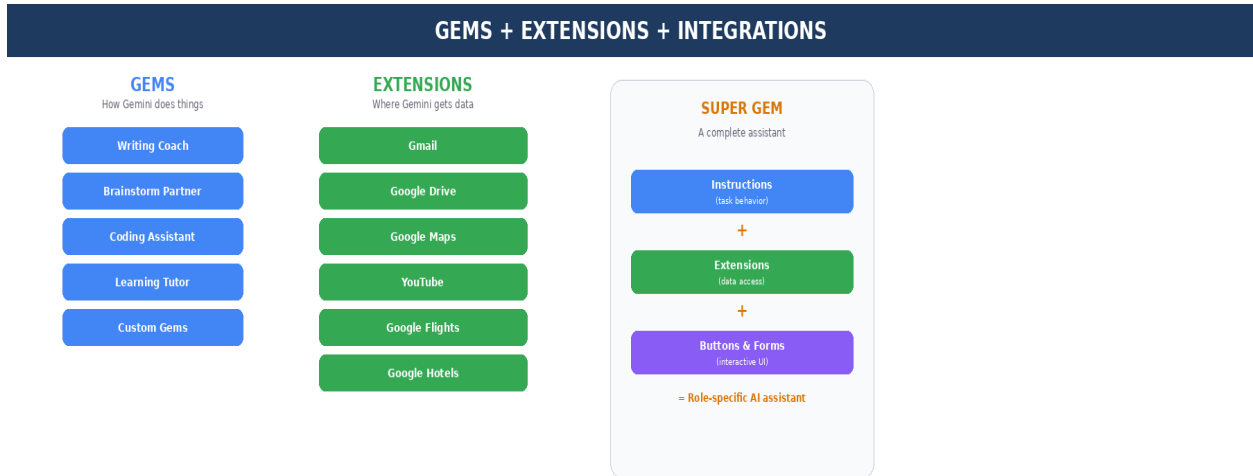 GEMS + EXTENSIONS + INTEGRATIONS
GEMS
How Gemini does things
Writing Coach
Brainstorm Partner
Coding Assistant
Learning Tutor
Custom Gems
EXTENSIONS
Where Gemini gets data
Gmail
Google Drive
Google Maps
YouTube
Google Flights
Google Hotels
SUPER GEM
A complete assistant
Instructions
(task behavior)
+
Extensions
(data access)
+
Buttons & Forms
(interactive UI)
= Role-specific AI assistant